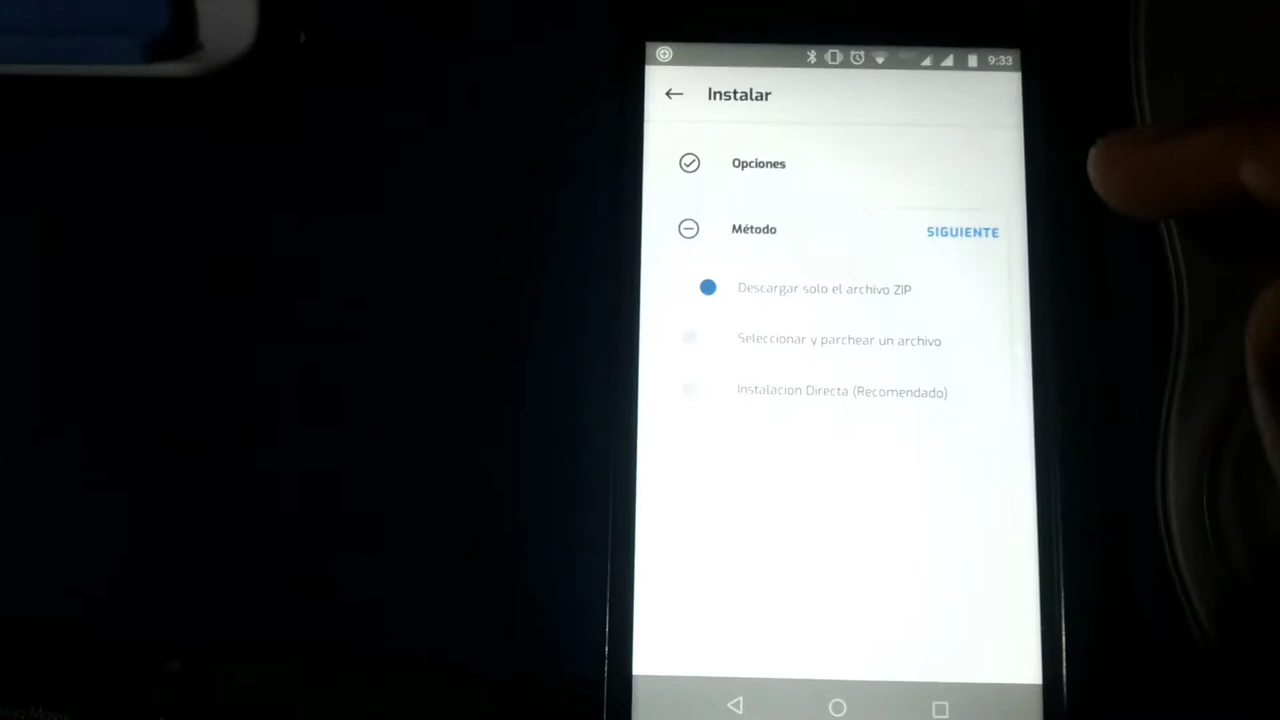 9:33
Instalar
Opciones
Método
SIGUIENTE
Descargar solo el archivo ZIP
Seleccionar y parchear un archivo
Instalacion Directa (Recomendado)